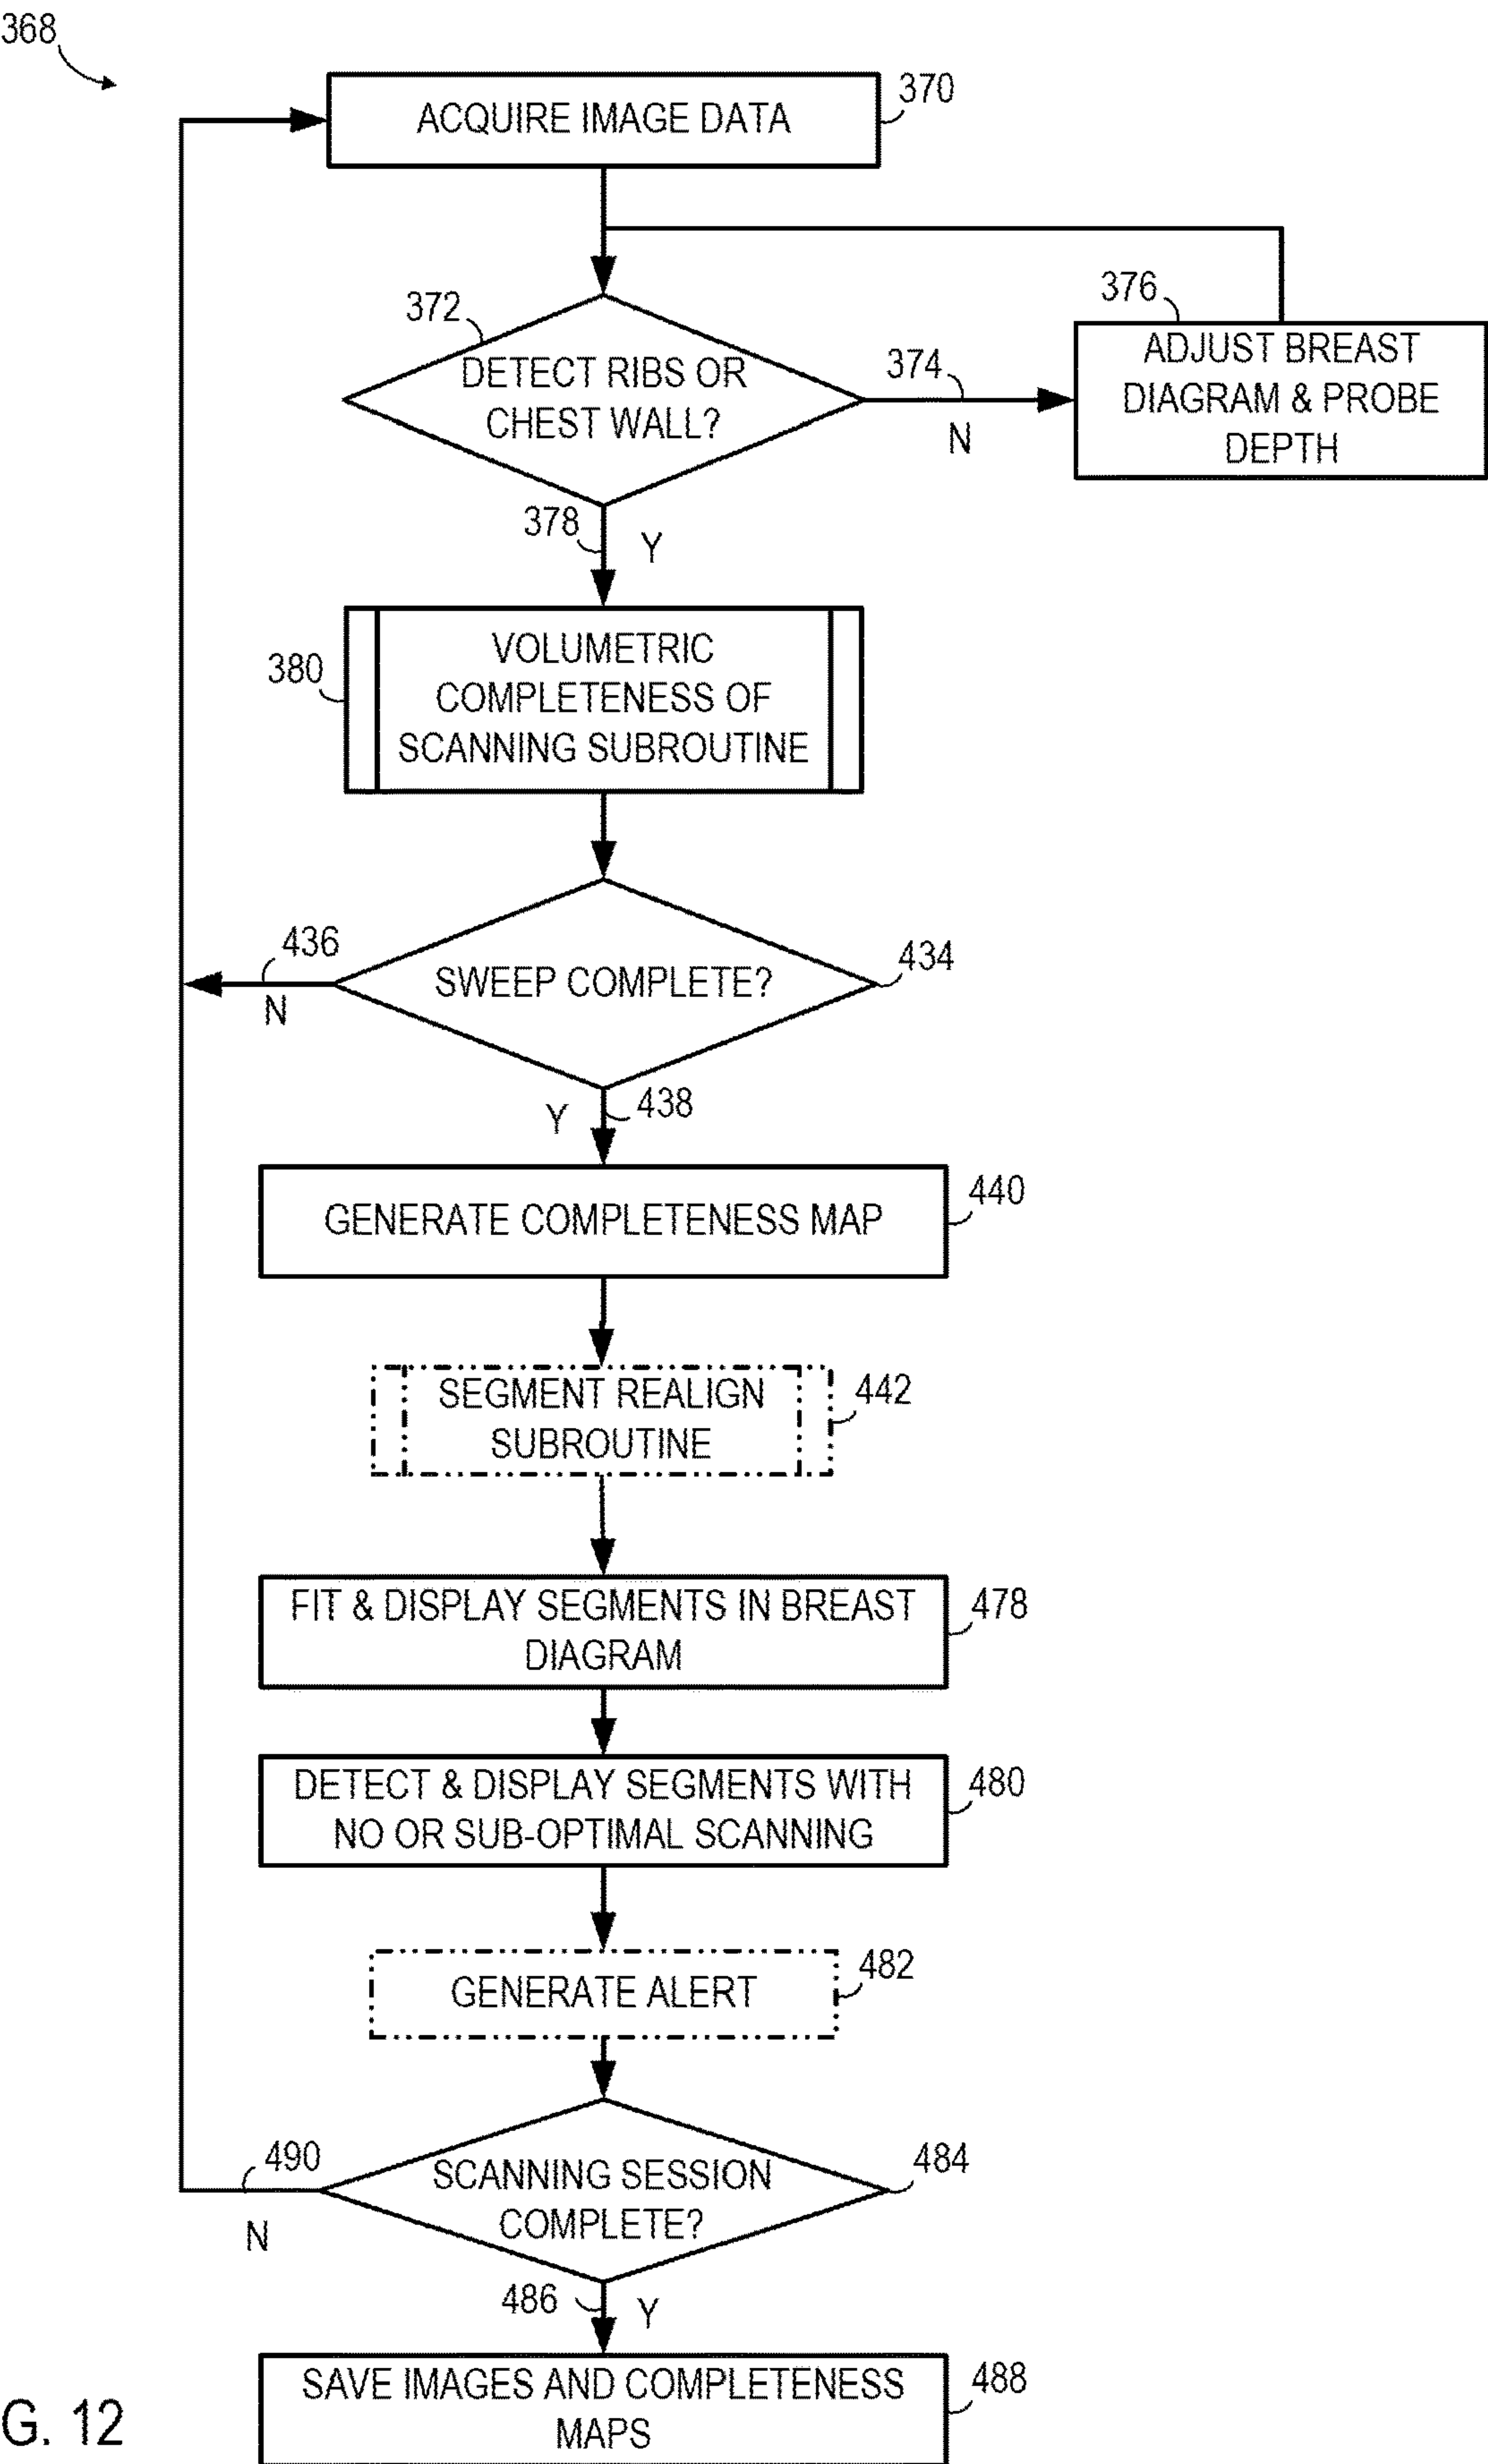 368
ACQUIRE IMAGE DATA
370
372
DETECT RIBS OR
CHEST WALL?
374
N
376
ADJUST BREAST
DIAGRAM & PROBE
DEPTH
378
Y
380
VOLUMETRIC
COMPLETENESS OF
SCANNING SUBROUTINE
436
N
SWEEP COMPLETE?
434
Y
438
GENERATE COMPLETENESS MAP
440
SEGMENT REALIGN
SUBROUTINE
442
FIT & DISPLAY SEGMENTS IN BREAST
DIAGRAM
478
DETECT & DISPLAY SEGMENTS WITH
NO OR SUB-OPTIMAL SCANNING
480
GENERATE ALERT
482
490
N
SCANNING SESSION
COMPLETE?
484
486
Y
SAVE IMAGES AND COMPLETENESS
MAPS
488
G. 12